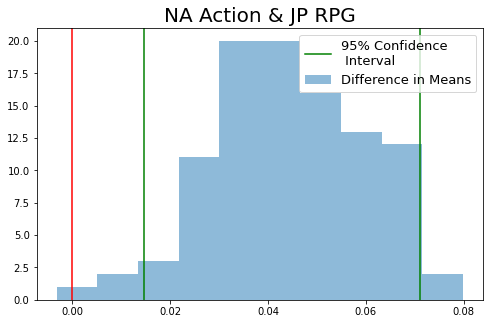 NA Action & JP RPG
95% Confidence
Interval
Difference in Means
20.0
17.5
15.0
12.5
10.0
7.5
5.0
2.5
0.0
0.00 0.02 0.04 0.06 0.08